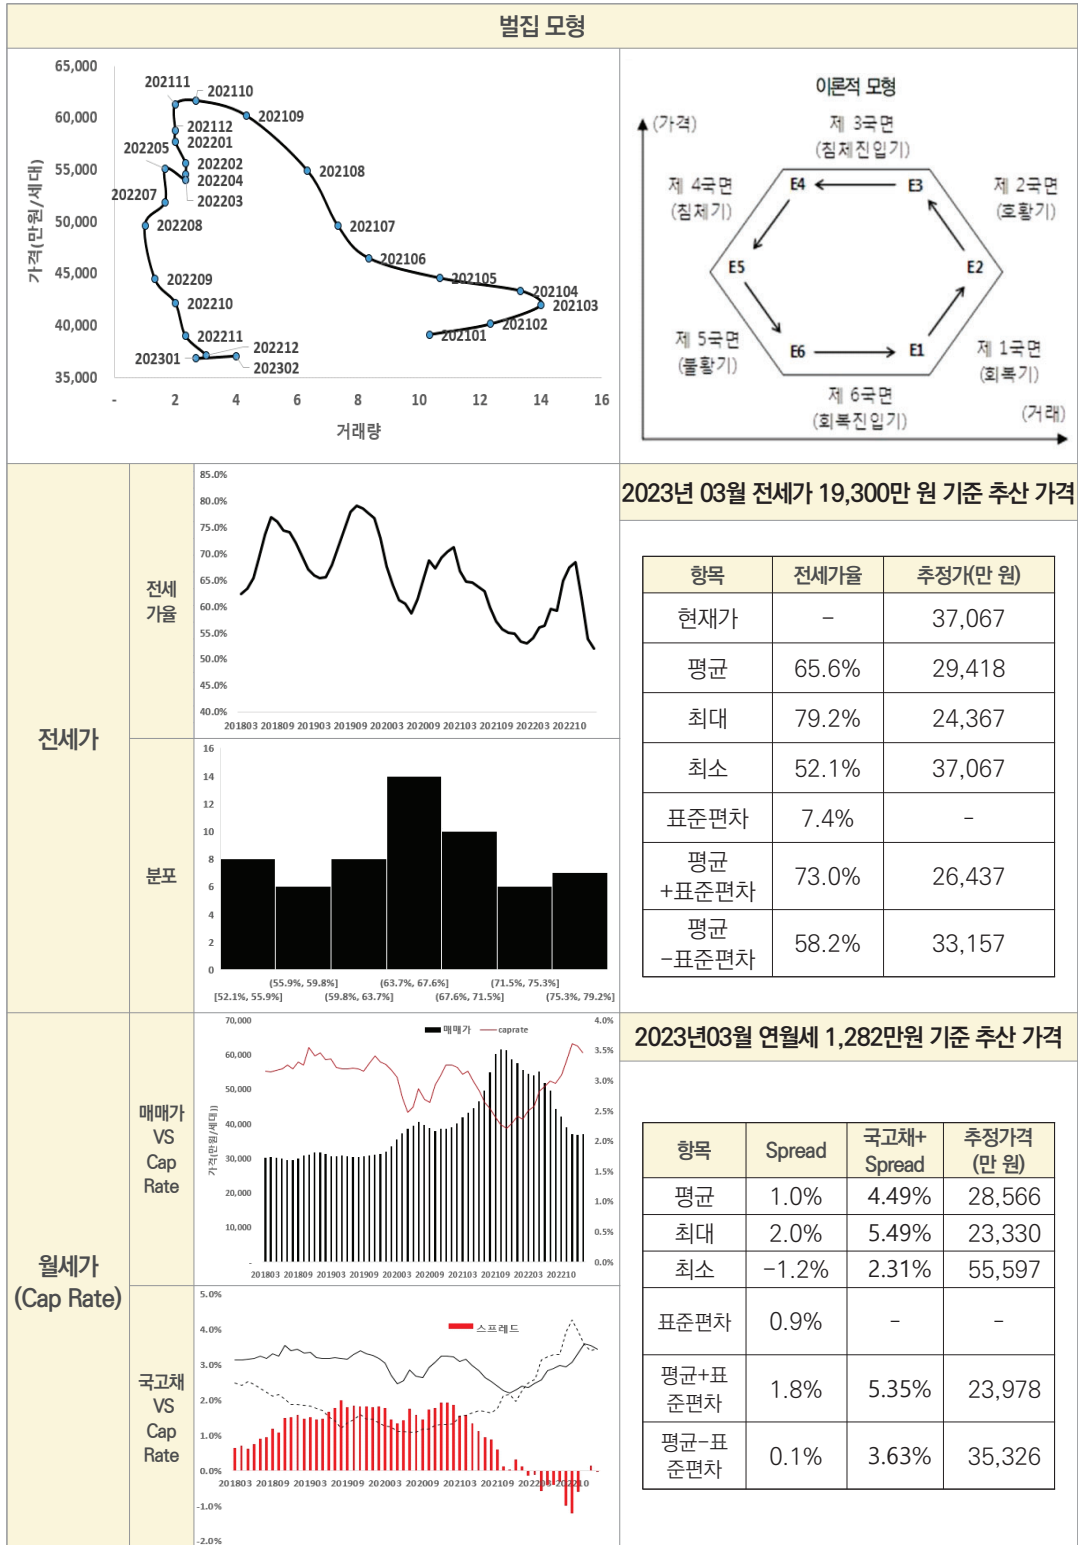 벌집 모형
65,000
60,000
55,000
50,000
45,000
40,000
35,000
가격(만원/세대)
202111
202110
202109
202112
202201
202205
202202
202204
202203
202108
202207
202208
202107
202106
202209
202105
202210
202104
202103
202211
202102
202101
202212
202301
202302
-
2
4
6
8
10
12
14
16
거래량
이론적 모형
(가격)
제 3국면
(침체진입기)
제 4국면
(침체기)
E4
E3
제 2국면
(호황기)
E5
E2
제 5국면
(불황기)
E6
E1
제 1국면
(회복기)
제 6국면
(회복진입기)
(거래)
전세가
전세
가율
85.0%
80.0%
75.0%
70.0%
65.0%
60.0%
55.0%
50.0%
45.0%
40.0%
201803 201809 201903 201909 202003 202009 202103 202109 202203 202210
분포
16
14
12
10
8
6
4
2
0
(55.9%, 59.8%]
(63.7%, 67.6%]
(71.5%, 75.3%]
[52.1%, 55.9%]
(59.8%, 63.7%]
(67.6%, 71.5%]
(75.3%, 79.2%]
2023년 03월 전세가 19,300만 원 기준 추산 가격
항목 전세가율 추정가(만 원)
현재가 - 37,067
평균 65.6% 29,418
최대 79.2% 24,367
최소 52.1% 37,067
표준편차 7.4% -
평균
+표준편차 73.0% 26,437
평균
-표준편차 58.2% 33,157
월세가
(Cap Rate)
매매가
VS
Cap
Rate
70,000
60,000
50,000
40,000
30,000
20,000
10,000
-
가격(만원/세대))
매매가
caprate
4.0%
3.5%
3.0%
2.5%
2.0%
1.5%
1.0%
0.5%
0.0%
201803 201809 201903 201909 202003 202009 202103 202109 202203 202210
국고채
VS
Cap
Rate
5.0%
4.0%
3.0%
2.0%
1.0%
0.0%
-1.0%
-2.0%
스프레드
201803 201809 201903 201909 202003 202009 202103 202109 202203 202210
2023년03월 연월세 1,282만원 기준 추산 가격
항목 Spread 국고채+
Spread 추정가격
(만 원)
평균 1.0% 4.49% 28,566
최대 2.0% 5.49% 23,330
최소 -1.2% 2.31% 55,597
표준편차 0.9% - -
평균+표
준편차 1.8% 5.35% 23,978
평균-표
준편차 0.1% 3.63% 35,326